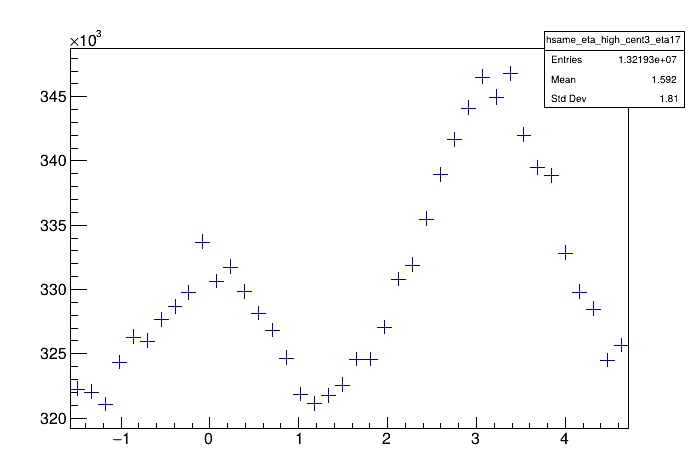 ×10³
hsame_eta_high_cent3_eta17
Entries 1.32193e+07
Mean 1.592
Std Dev 1.81
345
340
335
330
325
320
−1 0 1 2 3 4